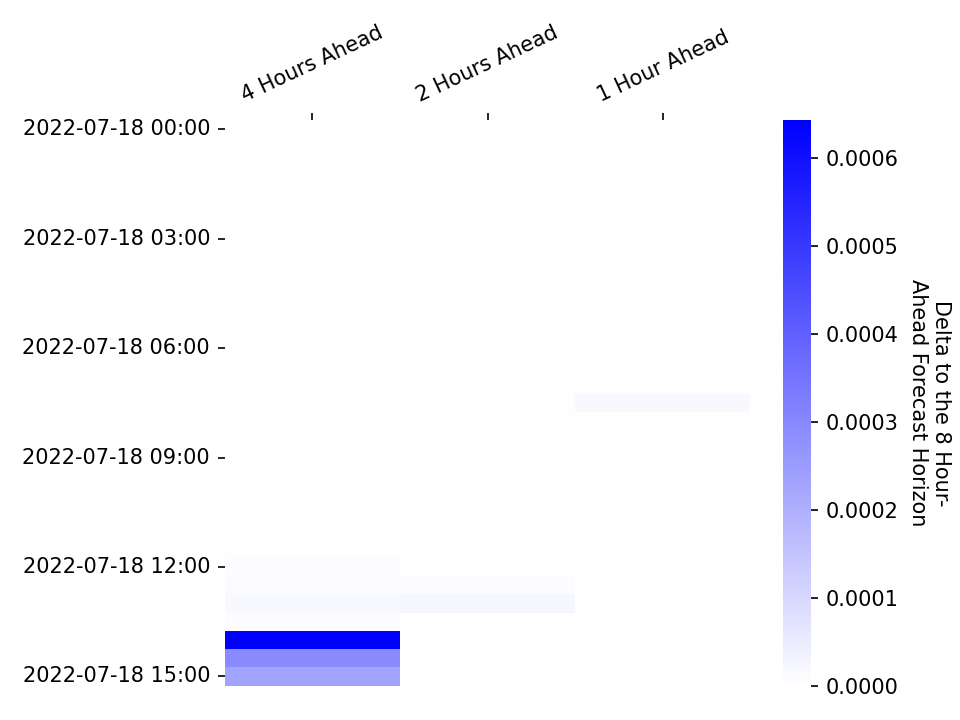 4 Hours Ahead
2 Hours Ahead
1 Hour Ahead
2022-07-18 00:00
2022-07-18 03:00
2022-07-18 06:00
2022-07-18 09:00
2022-07-18 12:00
2022-07-18 15:00
0.0006
0.0005
0.0004
0.0003
0.0002
0.0001
0.0000
Delta to the 8 Hour-
Ahead Forecast Horizon